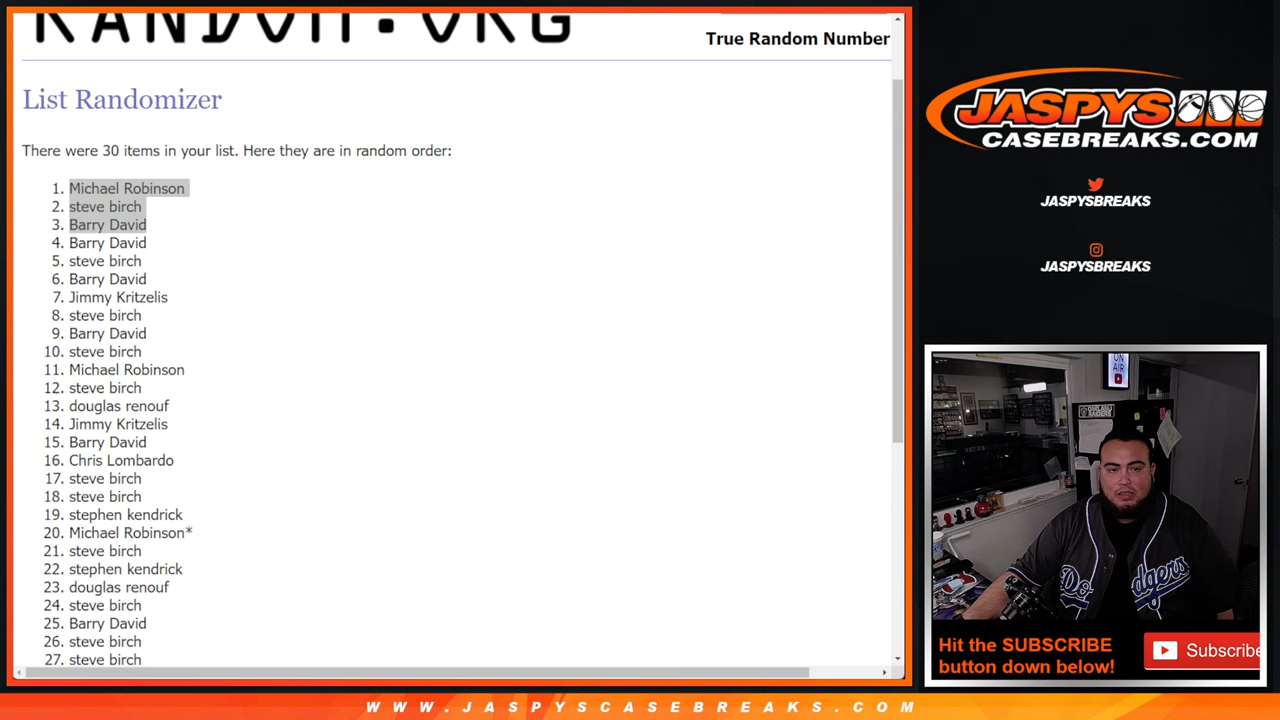 RANDOM.ORG
True Random Number
List Randomizer
There were 30 items in your list. Here they are in random order:
1. Michael Robinson
2. steve birch
3. Barry David
4. Barry David
5. steve birch
6. Barry David
7. Jimmy Kritzelis
8. steve birch
9. Barry David
10. steve birch
11. Michael Robinson
12. steve birch
13. douglas renouf
14. Jimmy Kritzelis
15. Barry David
16. Chris Lombardo
17. steve birch
18. steve birch
19. stephen kendrick
20. Michael Robinson*
21. steve birch
22. stephen kendrick
23. douglas renouf
24. steve birch
25. Barry David
26. steve birch
27. steve birch
JASPYS
CASEBREAKS.COM
JASPYSBREAKS
JASPYSBREAKS
ON
AIR
Dodgers
Hit the SUBSCRIBE
button down below!
Subscribe
WWW.JASPYSCASEBREAKS.COM